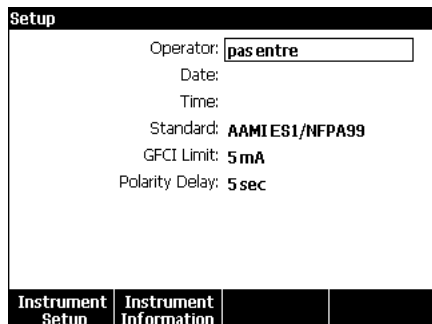 Setup
Operator: pas entre
Date:
Time:
Standard: AAMI ES1/NFPA99
GFCI Limit: 5 mA
Polarity Delay: 5 sec
Instrument Setup
Instrument Information